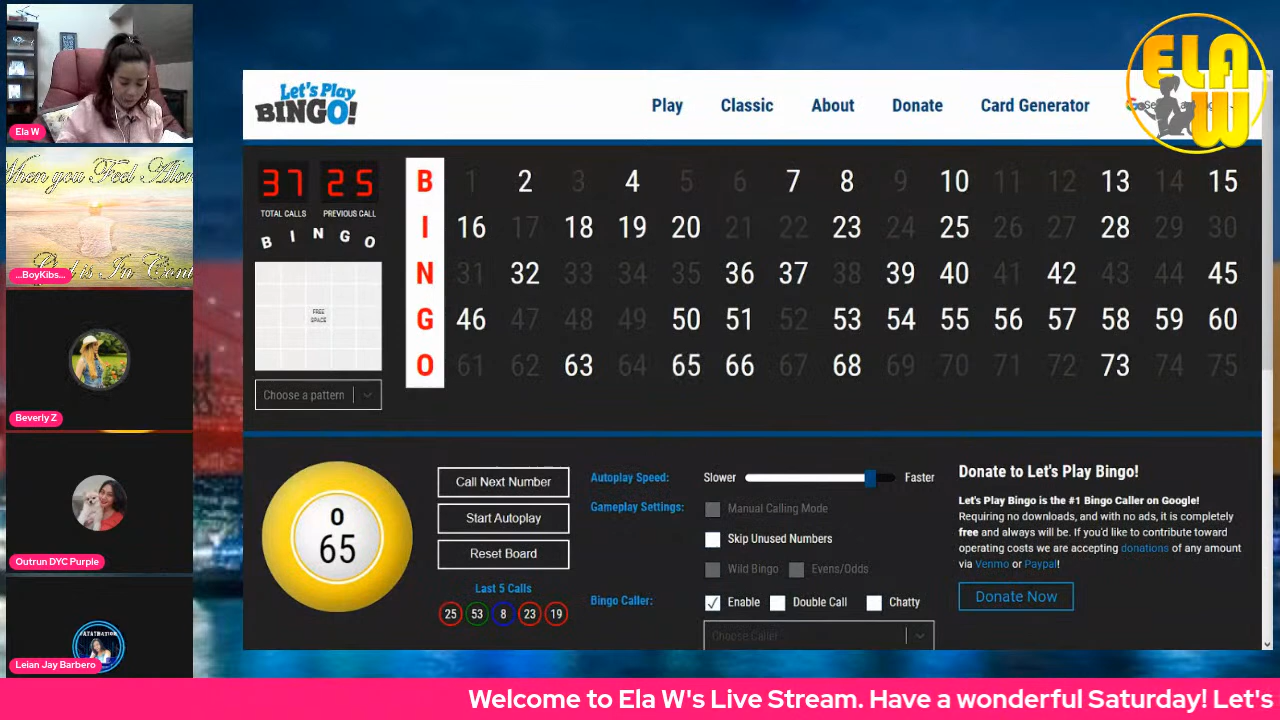 Ela W
When you Feel Alone
God is In Cont
...BoyKibs...
Beverly Z
Outrun DYC Purple
Leian Jay Barbero
ELA
W
Let's Play
BINGO!
Play
Classic
About
Donate
Card Generator
37 25
TOTAL CALLS PREVIOUS CALL
B I N G O
FREE
SPACE
Choose a pattern
B 1 2 3 4 5 6 7 8 9 10 11 12 13 14 15
I 16 17 18 19 20 21 22 23 24 25 26 27 28 29 30
N 31 32 33 34 35 36 37 38 39 40 41 42 43 44 45
G 46 47 48 49 50 51 52 53 54 55 56 57 58 59 60
O 61 62 63 64 65 66 67 68 69 70 71 72 73 74 75
O
65
Call Next Number
Start Autoplay
Reset Board
Last 5 Calls
25 53 8 23 19
Autoplay Speed: Slower Faster
Gameplay Settings: Manual Calling Mode
Skip Unused Numbers
Wild Bingo Evens/Odds
Bingo Caller: Enable Double Call Chatty
Choose Caller
Donate to Let's Play Bingo!
Let's Play Bingo is the #1 Bingo Caller on Google!
Requiring no downloads, and with no ads, it is completely
free and always will be. If you'd like to contribute toward
operating costs we are accepting donations of any amount
via Venmo or Paypal!
Donate Now
Welcome to Ela W's Live Stream. Have a wonderful Saturday! Let's